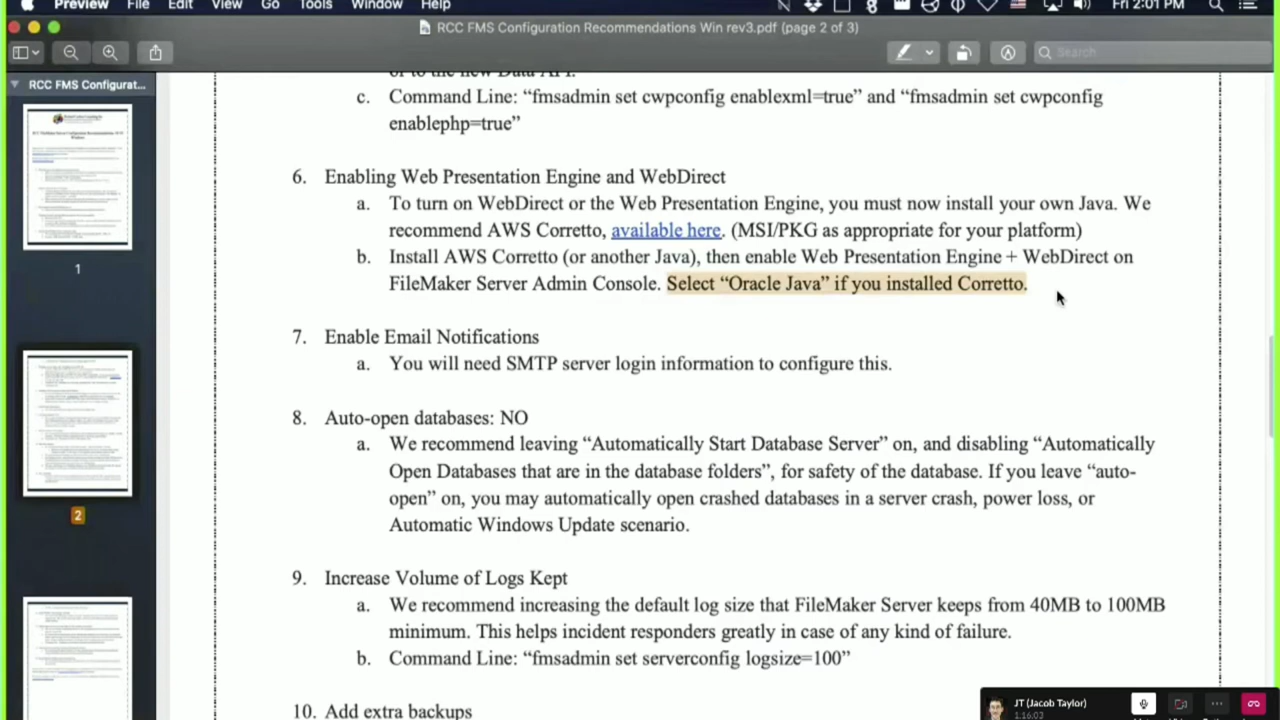 Preview File Edit View Go Tools Window Help Fri 2:01 PM
RCC FMS Configuration Recommendations Win rev3.pdf (page 2 of 3)
Search
RCC FMS Configurat...
1
2
or to the new Data API.
c. Command Line: “fmsadmin set cwpconfig enablexml=true” and “fmsadmin set cwpconfig
enablephp=true”
6. Enabling Web Presentation Engine and WebDirect
a. To turn on WebDirect or the Web Presentation Engine, you must now install your own Java. We
recommend AWS Corretto, available here. (MSI/PKG as appropriate for your platform)
b. Install AWS Corretto (or another Java), then enable Web Presentation Engine + WebDirect on
FileMaker Server Admin Console. Select “Oracle Java” if you installed Corretto.
7. Enable Email Notifications
a. You will need SMTP server login information to configure this.
8. Auto-open databases: NO
a. We recommend leaving “Automatically Start Database Server” on, and disabling “Automatically
Open Databases that are in the database folders”, for safety of the database. If you leave “auto-
open” on, you may automatically open crashed databases in a server crash, power loss, or
Automatic Windows Update scenario.
9. Increase Volume of Logs Kept
a. We recommend increasing the default log size that FileMaker Server keeps from 40MB to 100MB
minimum. This helps incident responders greatly in case of any kind of failure.
b. Command Line: “fmsadmin set serverconfig logsize=100”
10. Add extra backups
JT (Jacob Taylor)
1:16:03